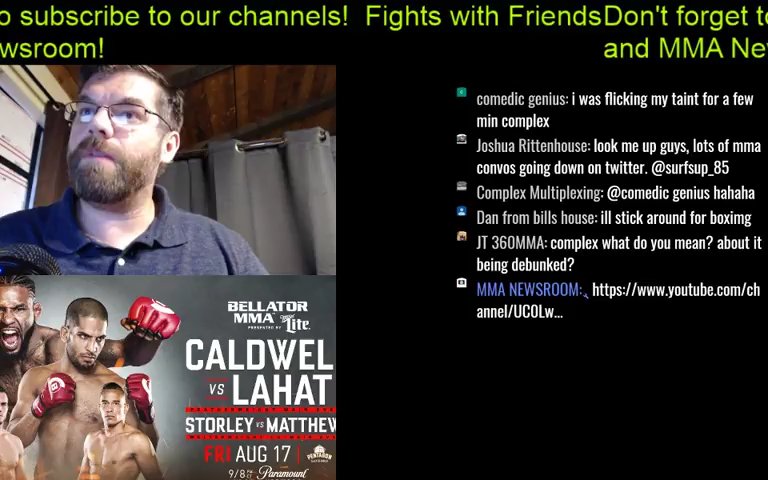 o subscribe to our channels!  Fights with FriendsDon't forget to
wsroom!
and MMA New
comedic genius: i was flicking my taint for a few
min complex
Joshua Rittenhouse: look me up guys, lots of mma
convos going down on twitter. @surfsup_85
Complex Multiplexing: @comedic genius hahaha
Dan from bills house: ill stick around for boximg
JT 360MMA: complex what do you mean? about it
being debunked?
MMA NEWSROOM: https://www.youtube.com/ch
annel/UCOLw...
BELLATOR
MMA
PRESENTED BY
Lite.
CALDWEL
VS LAHAT
STORLEY VS MATTHEW
FRI AUG 17
9/8 Paramount